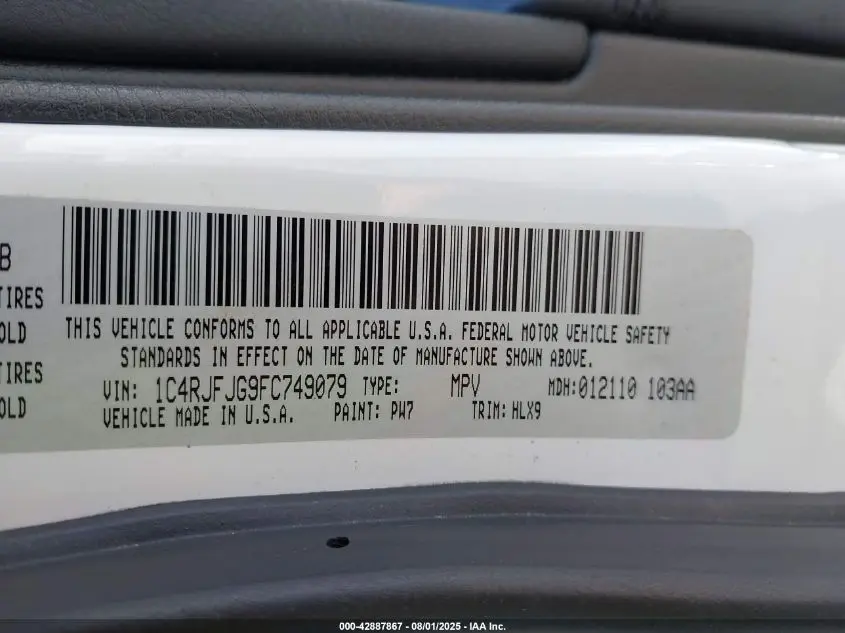 B
TIRES
OLD
TIRES
OLD
THIS VEHICLE CONFORMS TO ALL APPLICABLE U.S.A. FEDERAL MOTOR VEHICLE SAFETY
STANDARDS IN EFFECT ON THE DATE OF MANUFACTURE SHOWN ABOVE.
VIN: 1C4RJFJG9FC749079 TYPE: MPV MDH:012110 103AA
VEHICLE MADE IN U.S.A. PAINT: PW7 TRIM: HLX9
000-42887867 - 08/01/2025 - IAA Inc.